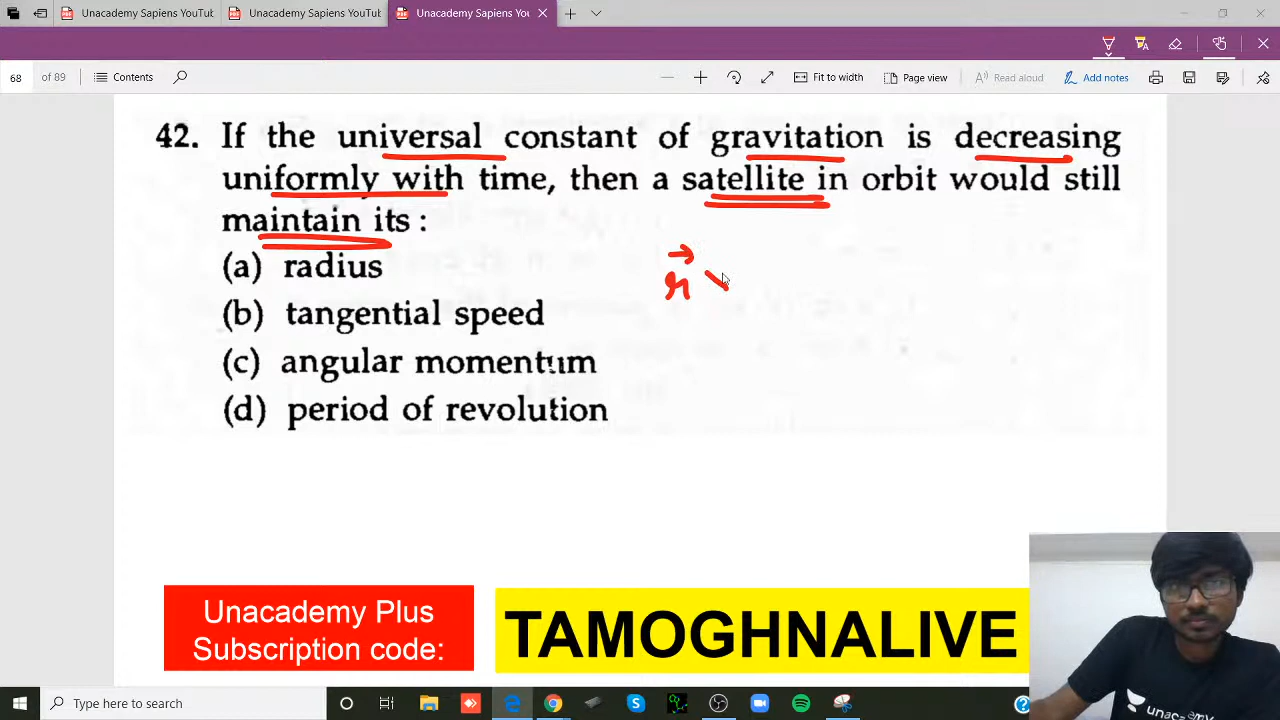 Unacademy Sapiens YouTub
Unacademy Sapiens YouTub
Unacademy Sapiens You
68 of 89 Contents Fit to width Page view Read aloud Add notes
42. If the universal constant of gravitation is decreasing
uniformly with time, then a satellite in orbit would still
maintain its :
(a) radius
(b) tangential speed
(c) angular momentum
(d) period of revolution
r
Unacademy Plus
Subscription code:
TAMOGHNALIVE
unacademy
Type here to search